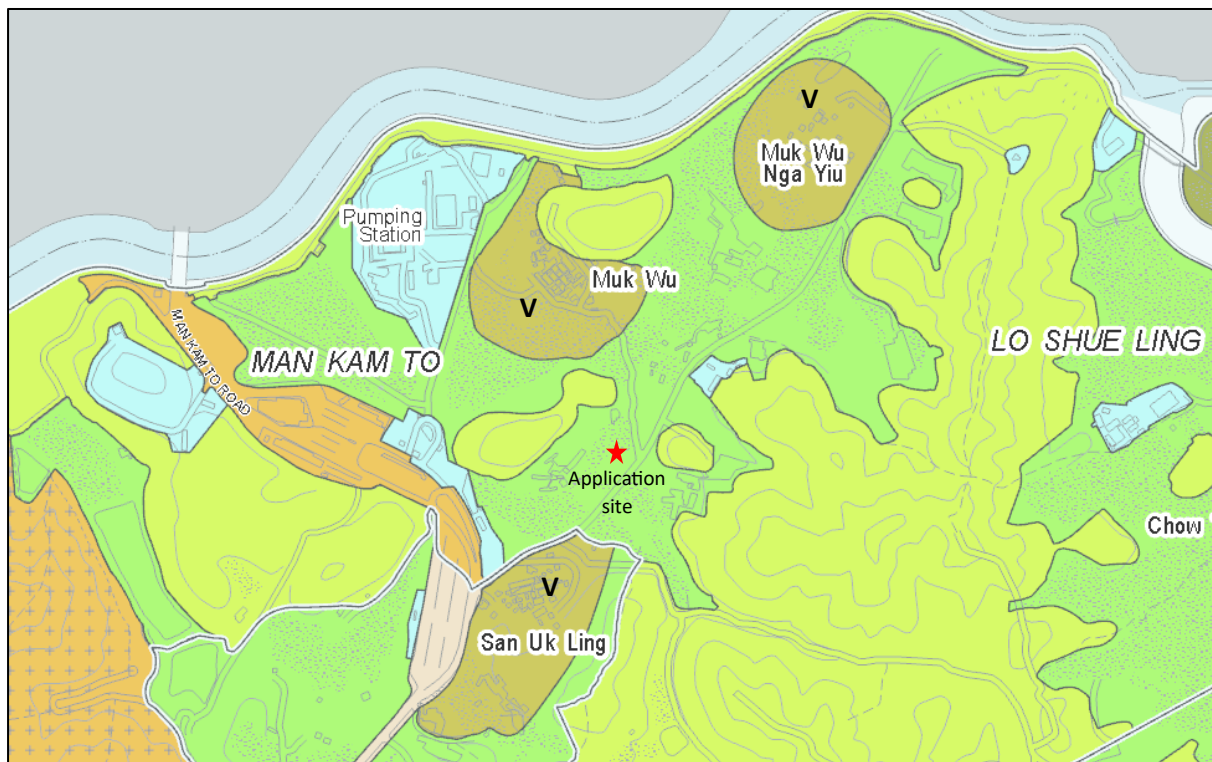 V
Muk Wu
Nga Yiu
Pumping
Station
Muk Wu
V
MAN KAM TO
LO SHUE LING
MAN KAM TO ROAD
Application
site
Chow
V
San Uk Ling